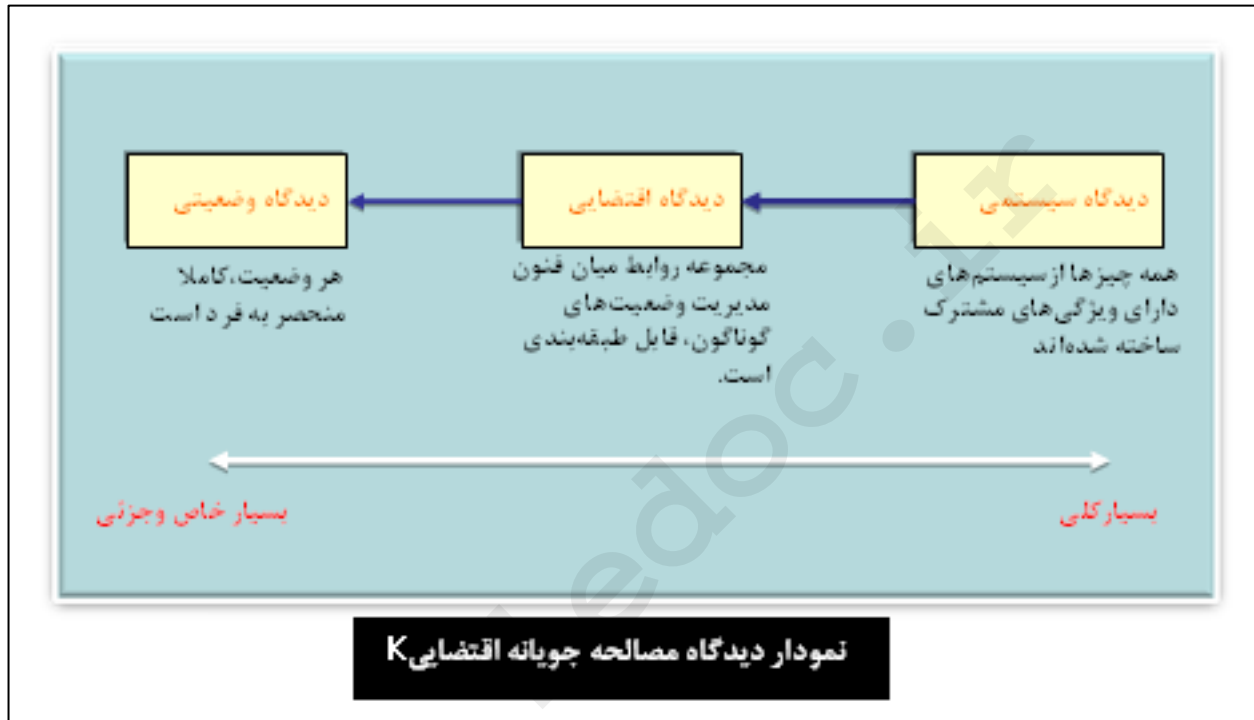 دیدگاه سیستمی
همه چیزها از سیستم‌های
دارای ویژگی‌های مشترک
ساخته شده‌اند
دیدگاه اقتضایی
مجموعه روابط میان فنون
مدیریت وضعیت‌های
گوناگون، قابل طبقه‌بندی
است.
دیدگاه وضعیتی
هر وضعیت،کاملا
منحصر به فرد است
بسیارکلی
بسیار خاص وجزئی
نمودار دیدگاه مصالحه جویانه اقتضاییK
edoc.ir